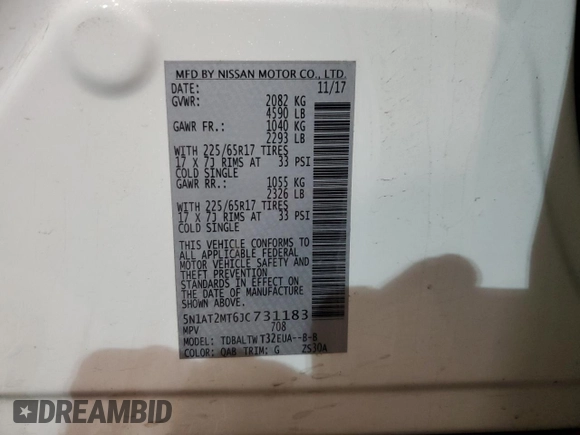 MFD BY NISSAN MOTOR CO., LTD.
DATE: 11/17
GVWR: 2082 KG
4590 LB
GAWR FR.: 1040 KG
2293 LB
WITH 225/65R17 TIRES
17 X 7J RIMS AT 33 PSI
COLD SINGLE
GAWR RR.: 1055 KG
2326 LB
WITH 225/65R17 TIRES
17 X 7J RIMS AT 33 PSI
COLD SINGLE
THIS VEHICLE CONFORMS TO
ALL APPLICABLE FEDERAL
MOTOR VEHICLE SAFETY AND
THEFT PREVENTION
STANDARDS IN EFFECT ON
THE DATE OF MANUFACTURE
SHOWN ABOVE.
5N1AT2MT6JC731183
MPV 708
MODEL: TDBALTW T32EUA--B-B
COLOR: QAB TRIM: G ZS30A
DREAMBID